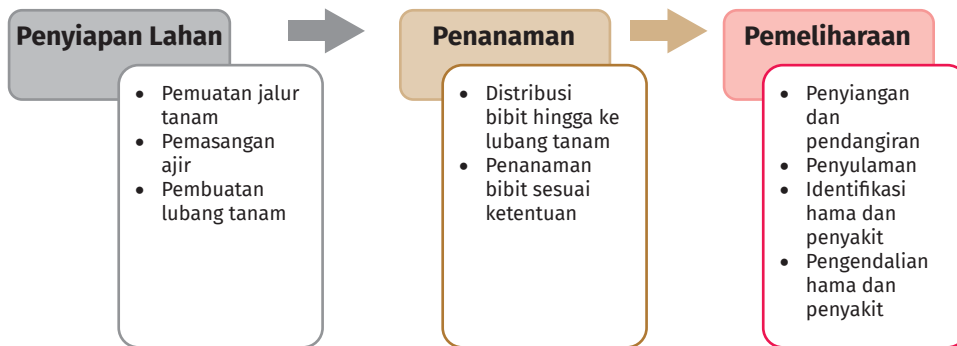 Penyiapan Lahan
• Pemuatan jalur
tanam
• Pemasangan
ajir
• Pembuatan
lubang tanam
Penanaman
• Distribusi
bibit hingga ke
lubang tanam
• Penanaman
bibit sesuai
ketentuan
Pemeliharaan
• Penyiangan
dan
pendangiran
• Penyulaman
• Identifikasi
hama dan
penyakit
• Pengendalian
hama dan
penyakit